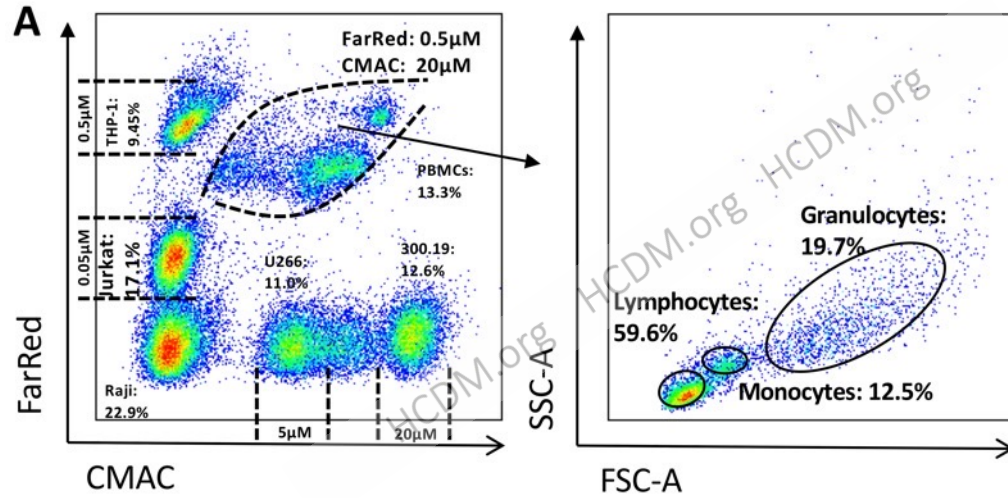 A
FarRed: 0.5µM
CMAC: 20µM
0.5µM
THP-1:
9.45%
PBMCs:
13.3%
0.05µM
Jurkat:
17.1%
U266:
11.0%
300.19:
12.6%
Raji:
22.9%
5µM
20µM
FarRed
CMAC
Granulocytes:
19.7%
Lymphocytes:
59.6%
Monocytes: 12.5%
SSC-A
FSC-A
HCDM.org HCDM.org HCDM.org HCDM.org